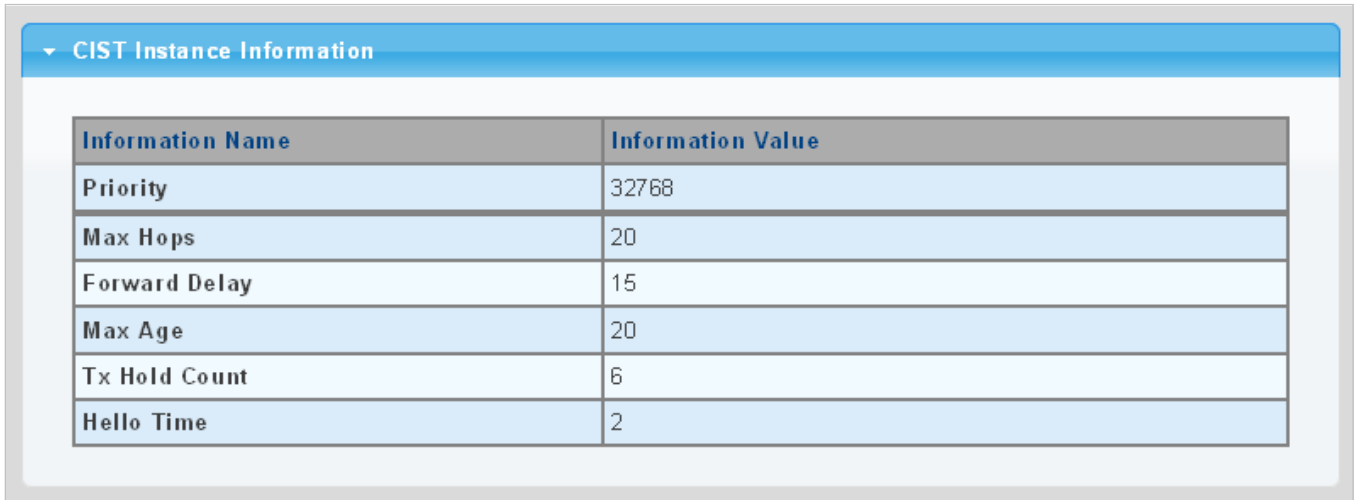 CIST Instance Information
Information Name Information Value
Priority 32768
Max Hops 20
Forward Delay 15
Max Age 20
Tx Hold Count 6
Hello Time 2